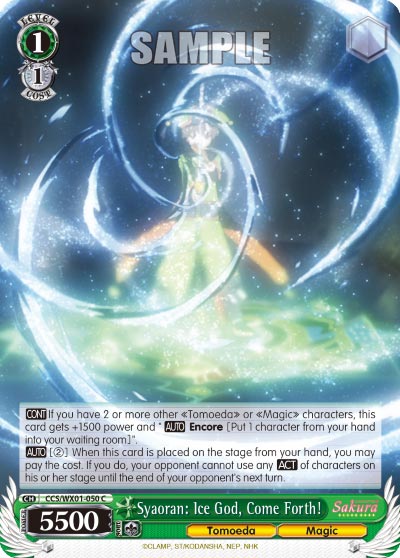 LEVEL
1
1
COST
SAMPLE
CONT If you have 2 or more other «Tomoeda» or «Magic» characters, this
card gets +1500 power and " AUTO Encore [Put 1 character from your hand
into your waiting room]".
AUTO [②] When this card is placed on the stage from your hand, you may
pay the cost. If you do, your opponent cannot use any ACT of characters on
his or her stage until the end of your opponent's next turn.
CH CCS/WX01-050 C
Syaoran: Ice God, Come Forth!
Sakura
POWER 5500
Tomoeda Magic
©CLAMP, ST/KODANSHA, NEP, NHK